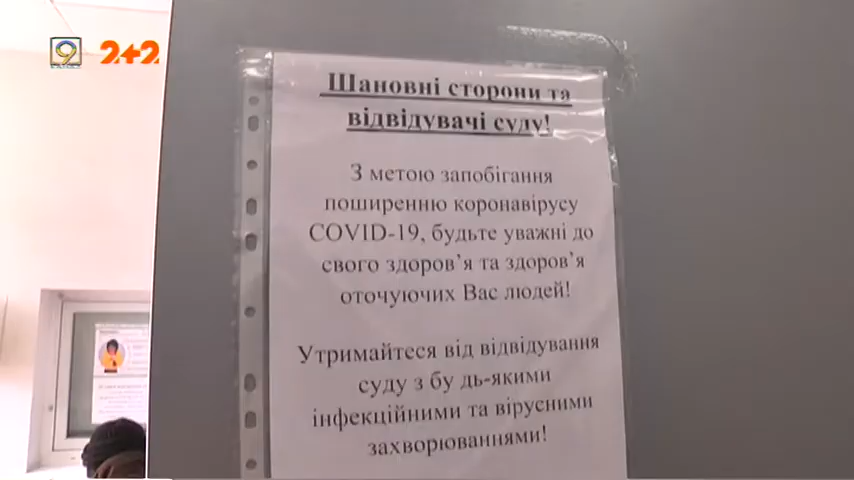 9 2+2
Шановні сторони та
відвідувачі суду!
З метою запобігання
поширенню коронавірусу
COVID-19, будьте уважні до
свого здоров’я та здоров’я
оточуючих Вас людей!
Утримайтеся від відвідування
суду з бу дь-якими
інфекційними та вірусними
захворюваннями!